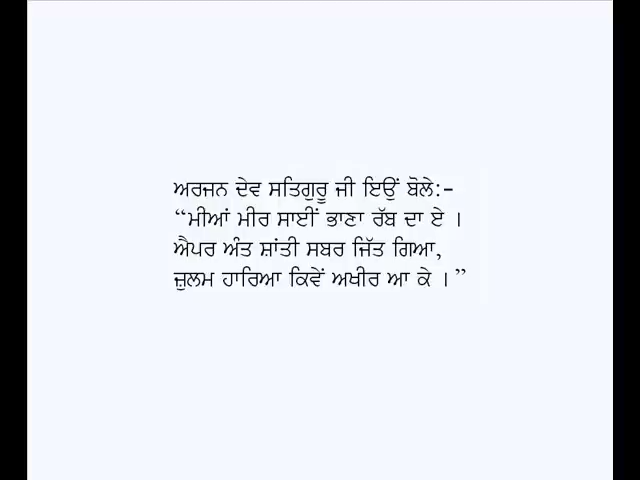 ਅਰਜਨ ਦੇਵ ਸਤਿਗੁਰੂ ਜੀ ਇਉਂ ਬੋਲੇ:-
“ਮੀਆਂ ਮੀਰ ਸਾਈਂ ਭਾਣਾ ਰੱਬ ਦਾ ਏ ।
ਐਪਰ ਅੰਤ ਸ਼ਾਂਤੀ ਸਬਰ ਜਿੱਤ ਗਿਆ,
ਜ਼ੁਲਮ ਹਾਰਿਆ ਕਿਵੇਂ ਅਖੀਰ ਆ ਕੇ ।”